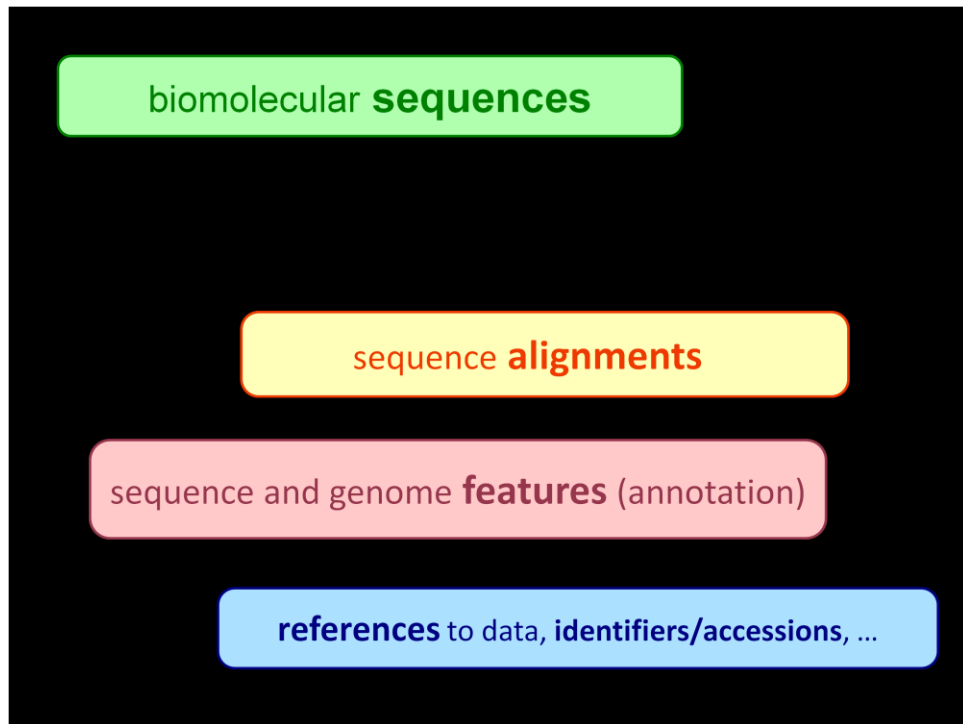 biomolecular sequences
sequence alignments
sequence and genome features (annotation)
references to data, identifiers/accessions, ...